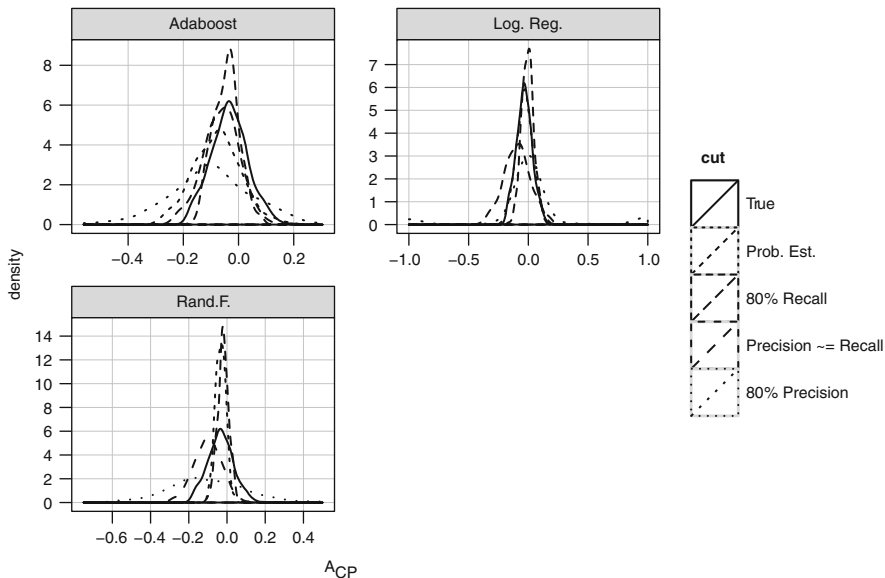 Adaboost
8
6
4
2
0
−0.4 −0.2 0.0 0.2
Log. Reg.
7
6
5
4
3
2
1
0
−1.0 −0.5 0.0 0.5 1.0
density
Rand.F.
14
12
10
8
6
4
2
0
−0.6 −0.4 −0.2 0.0 0.2 0.4
ACP
cut
True
Prob. Est.
80% Recall
Precision ~= Recall
80% Precision